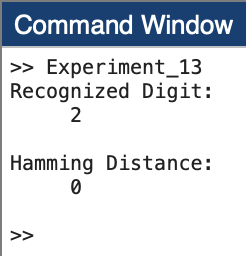 Command Window
>> Experiment_13
Recognized Digit:
2
Hamming Distance:
0
>>